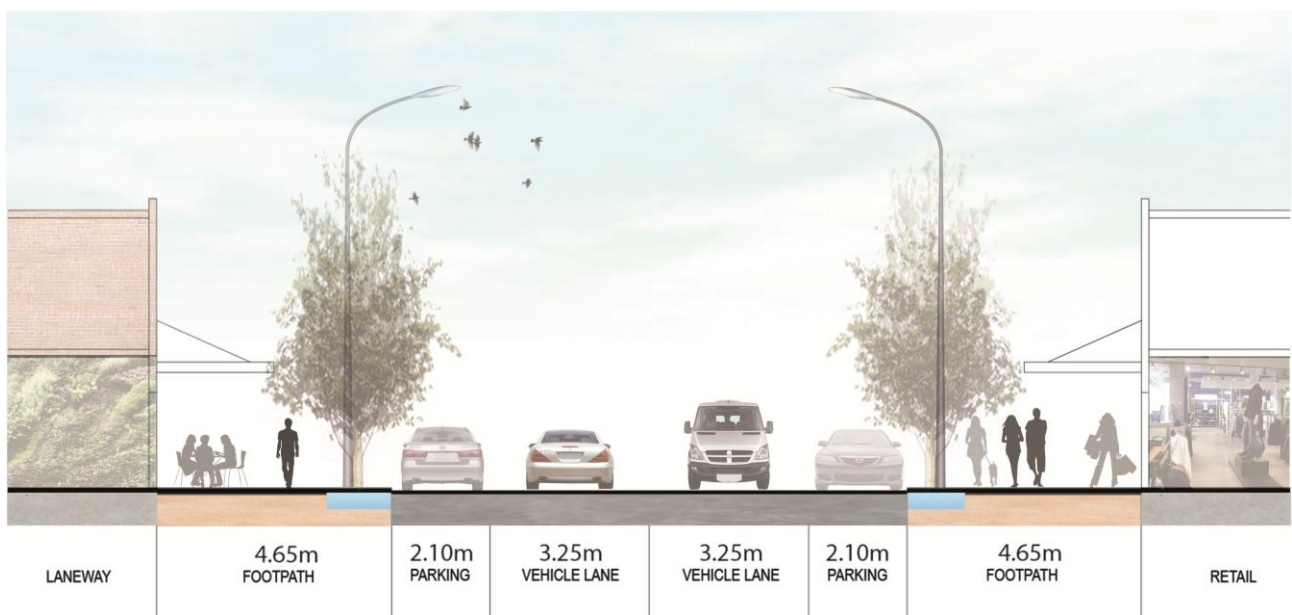 LANEWAY
4.65m
FOOTPATH
2.10m
PARKING
3.25m
VEHICLE LANE
3.25m
VEHICLE LANE
2.10m
PARKING
4.65m
FOOTPATH
RETAIL